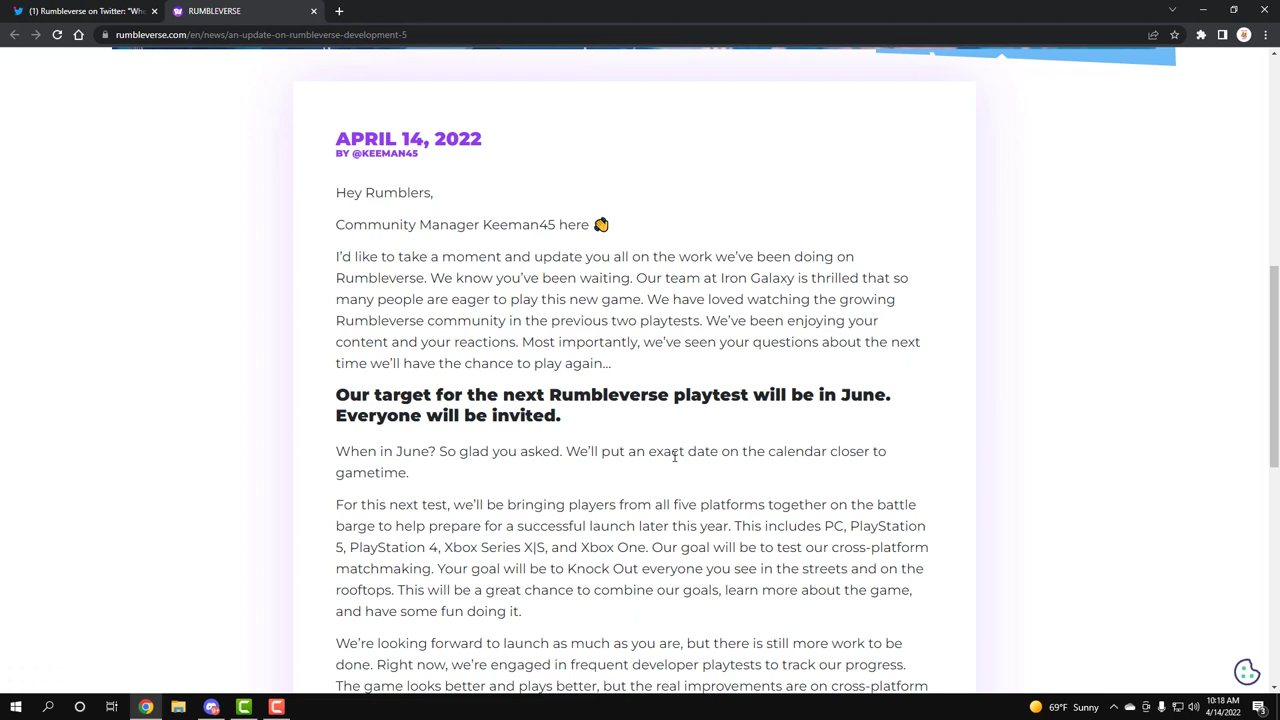 (1) Rumbleverse on Twitter: "Whe
RUMBLEVERSE
rumbleverse.com/en/news/an-update-on-rumbleverse-development-5
APRIL 14, 2022
BY @KEEMAN45
Hey Rumblers,
Community Manager Keeman45 here 👏
I'd like to take a moment and update you all on the work we've been doing on
Rumbleverse. We know you've been waiting. Our team at Iron Galaxy is thrilled that so
many people are eager to play this new game. We have loved watching the growing
Rumbleverse community in the previous two playtests. We've been enjoying your
content and your reactions. Most importantly, we've seen your questions about the next
time we'll have the chance to play again...
Our target for the next Rumbleverse playtest will be in June.
Everyone will be invited.
When in June? So glad you asked. We'll put an exact date on the calendar closer to
gametime.
For this next test, we'll be bringing players from all five platforms together on the battle
barge to help prepare for a successful launch later this year. This includes PC, PlayStation
5, PlayStation 4, Xbox Series X|S, and Xbox One. Our goal will be to test our cross-platform
matchmaking. Your goal will be to Knock Out everyone you see in the streets and on the
rooftops. This will be a great chance to combine our goals, learn more about the game,
and have some fun doing it.
We're looking forward to launch as much as you are, but there is still more work to be
done. Right now, we're engaged in frequent developer playtests to track our progress.
The game looks better and plays better, but the real improvements are on cross-platform
69°F Sunny
10:18 AM
4/14/2022
3